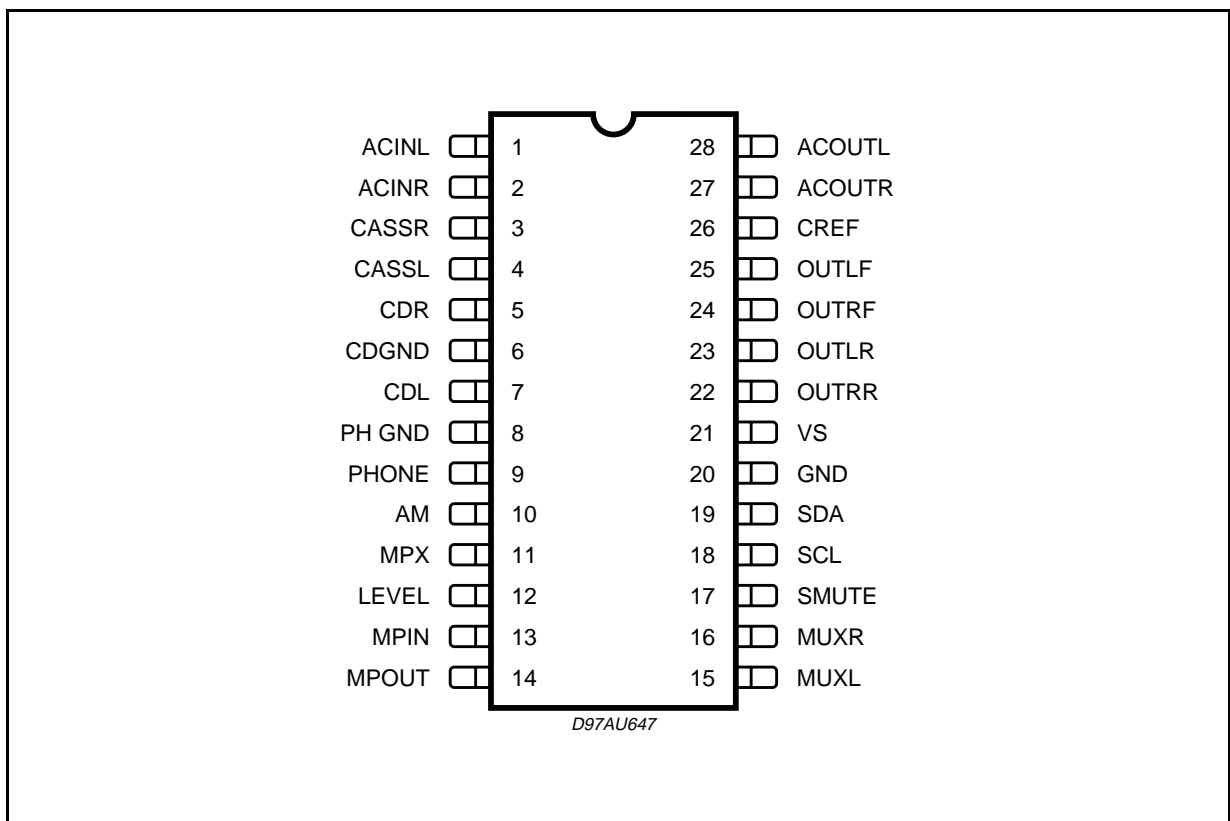 ACINL 1 28 ACOUTL
ACINR 2 27 ACOUTR
CASSR 3 26 CREF
CASSL 4 25 OUTLF
CDR 5 24 OUTRF
CDGND 6 23 OUTLR
CDL 7 22 OUTRR
PH GND 8 21 VS
PHONE 9 20 GND
AM 10 19 SDA
MPX 11 18 SCL
LEVEL 12 17 SMUTE
MPIN 13 16 MUXR
MPOUT 14 15 MUXL
D97AU647